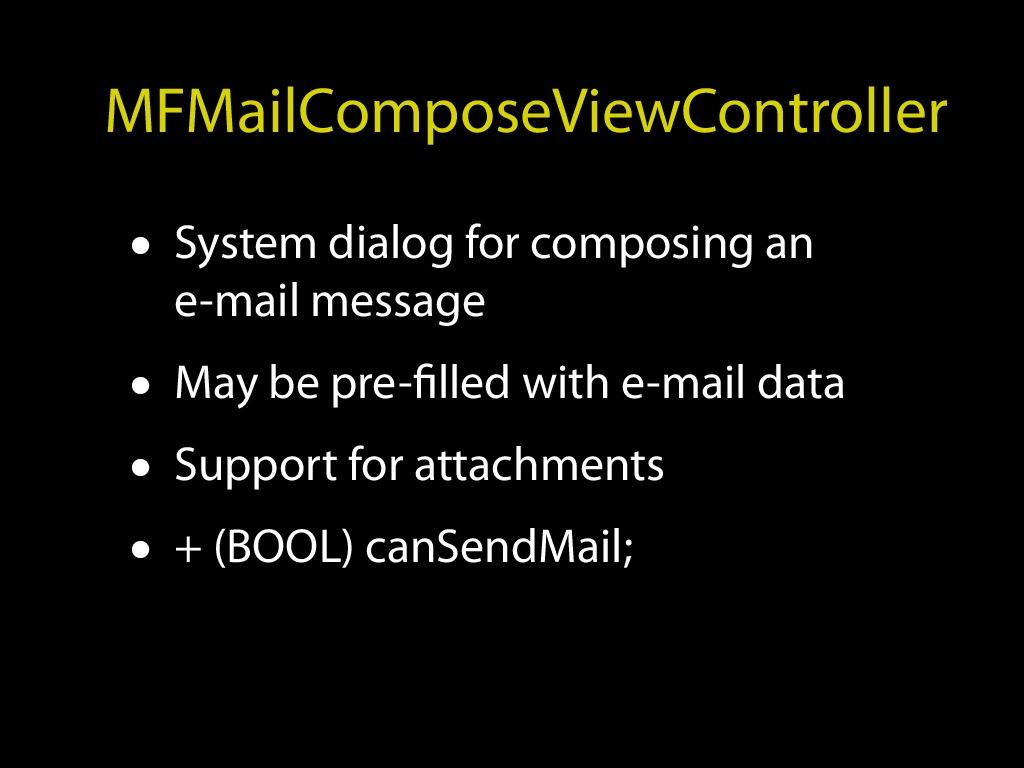 MFMailComposeViewController
• System dialog for composing an
e-mail message
• May be pre-filled with e-mail data
• Support for attachments
• + (BOOL) canSendMail;